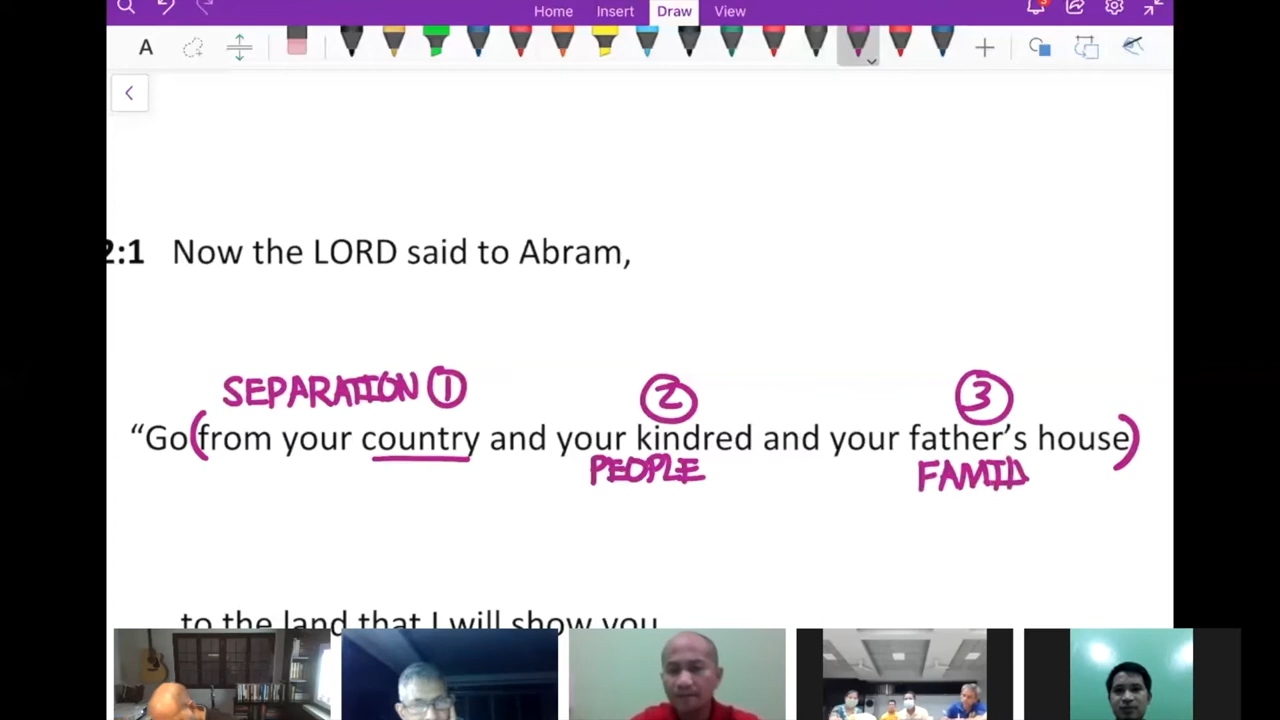 Home Insert Draw View
A
2:1 Now the LORD said to Abram,
SEPARATION 1 2 3
“Go (from your country and your kindred and your father’s house)
PEOPLE FAMIL
to the land that I will show you